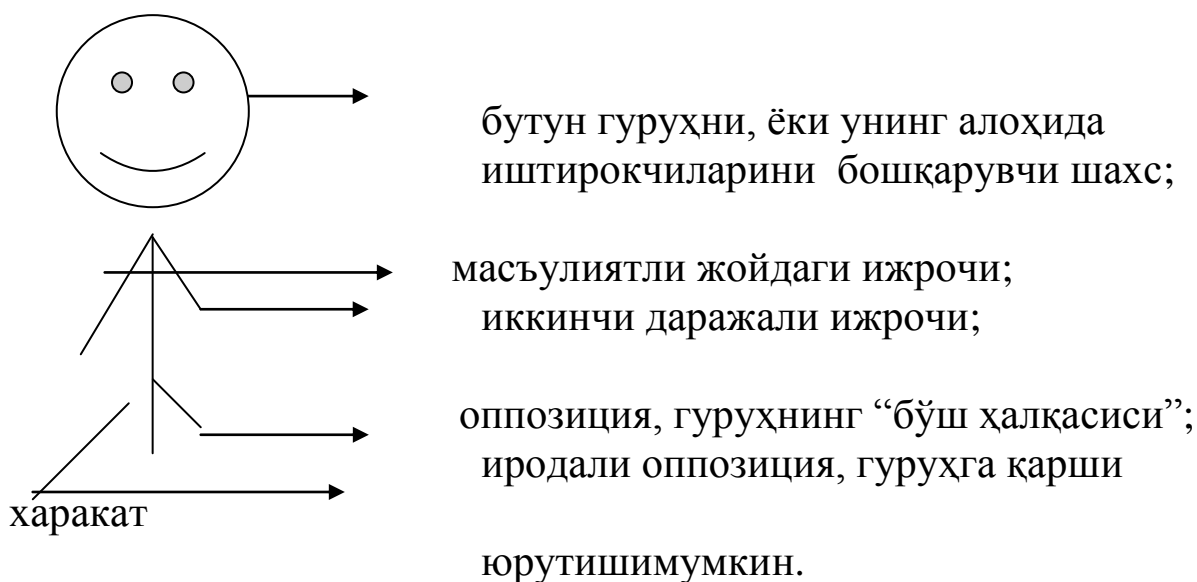 бутун гуруҳни, ёки унинг алоҳида
иштирокчиларини бошқарувчи шахс;
масъулиятли жойдаги ижрочи;
иккинчи даражали ижрочи;
оппозиция, гуруҳнинг “бўш ҳалқасиси”;
иродали оппозиция, гуруҳга қарши
харакат
юрутишимумкин.